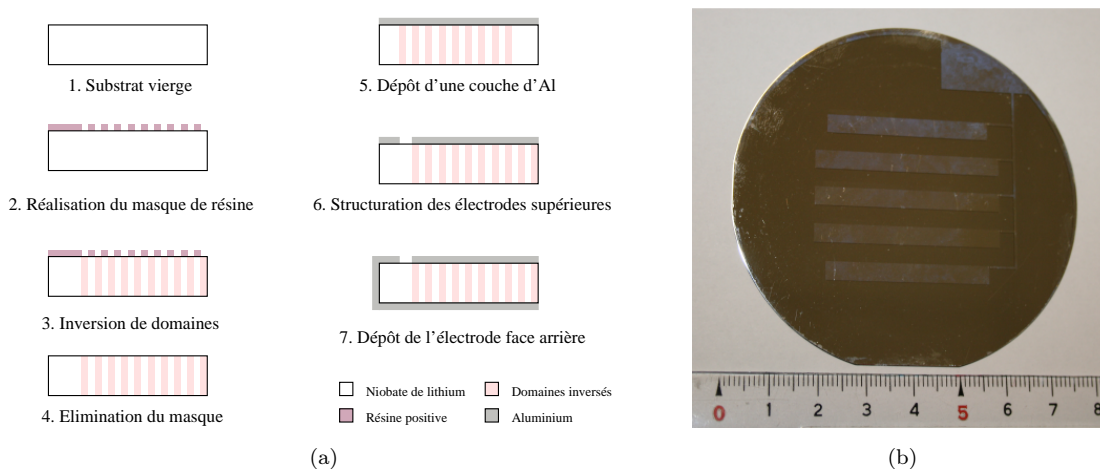 1. Substrat vierge
2. Réalisation du masque de résine
3. Inversion de domaines
4. Elimination du masque
5. Dépôt d'une couche d'Al
6. Structuration des électrodes supérieures
7. Dépôt de l'électrode face arrière
Niobate de lithium
Domaines inversés
Résine positive
Aluminium
(a)
0 1 2 3 4 5 6 7 8
(b)